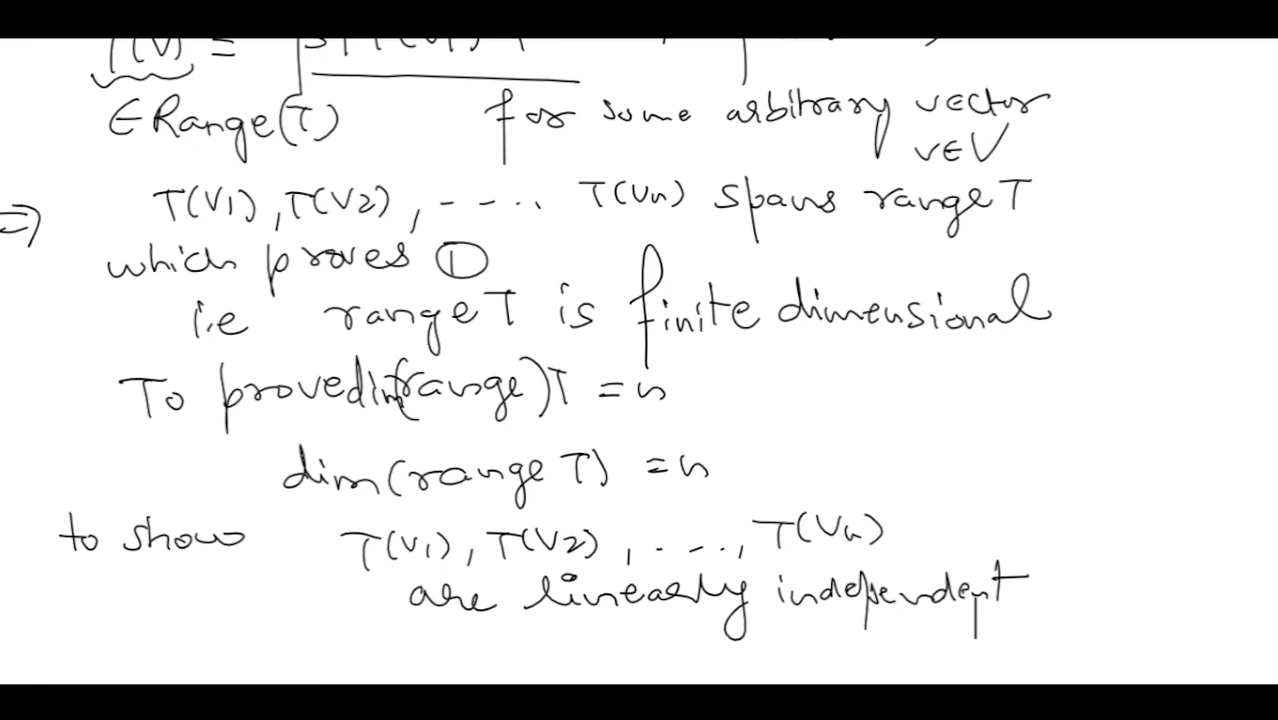 T(V) =
∈ Range(T) for some arbitrary vector
v∈V
=> T(V1), T(V2), ---.. T(Vn) spans range T
which proves ①
i.e range T is finite dimensional
To prove dim(range)T = n
dim(range T) = n
to show T(V1), T(V2), ...., T(Vn)
are linearly independent